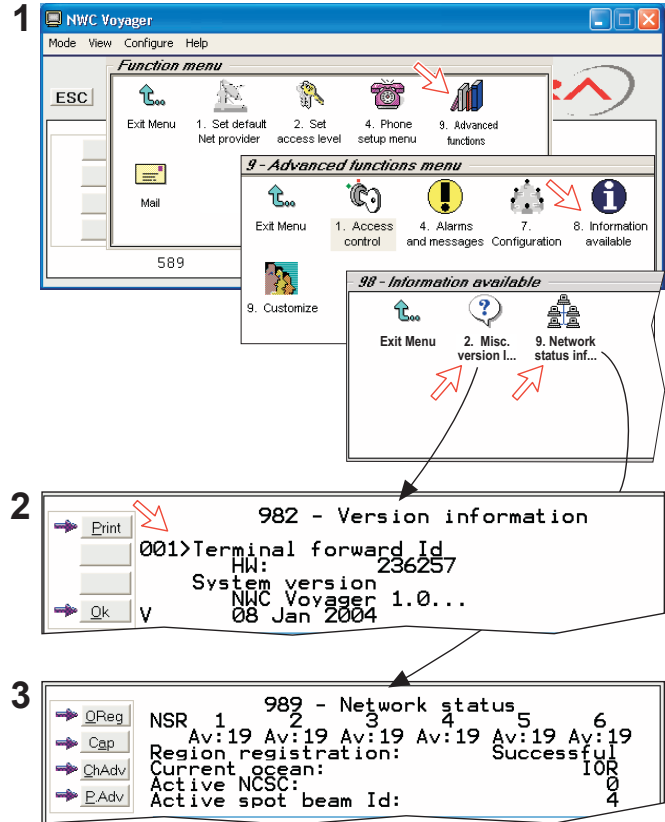 1
NWC Voyager
Mode View Configure Help
Function menu
ESC
Exit Menu
1. Set default Net provider
2. Set access level
4. Phone setup menu
9. Advanced functions
Mail
589
9 - Advanced functions menu
Exit Menu
1. Access control
4. Alarms and messages
7. Configuration
8. Information available
9. Customize
98 - Information available
Exit Menu
2. Misc. version I...
9. Network status inf...
2
982 - Version information
Print
001>Terminal forward Id
HW: 236257
System version
NWC Voyager 1.0...
Ok
V 08 Jan 2004
3
989 - Network status
OReg
NSR 1 2 3 4 5 6
Av:19 Av:19 Av:19 Av:19 Av:19 Av:19
Cap
Region registration: Successful
Current ocean: IOR
ChAdv
Active NCSC: 0
P.Adv
Active spot beam Id: 4